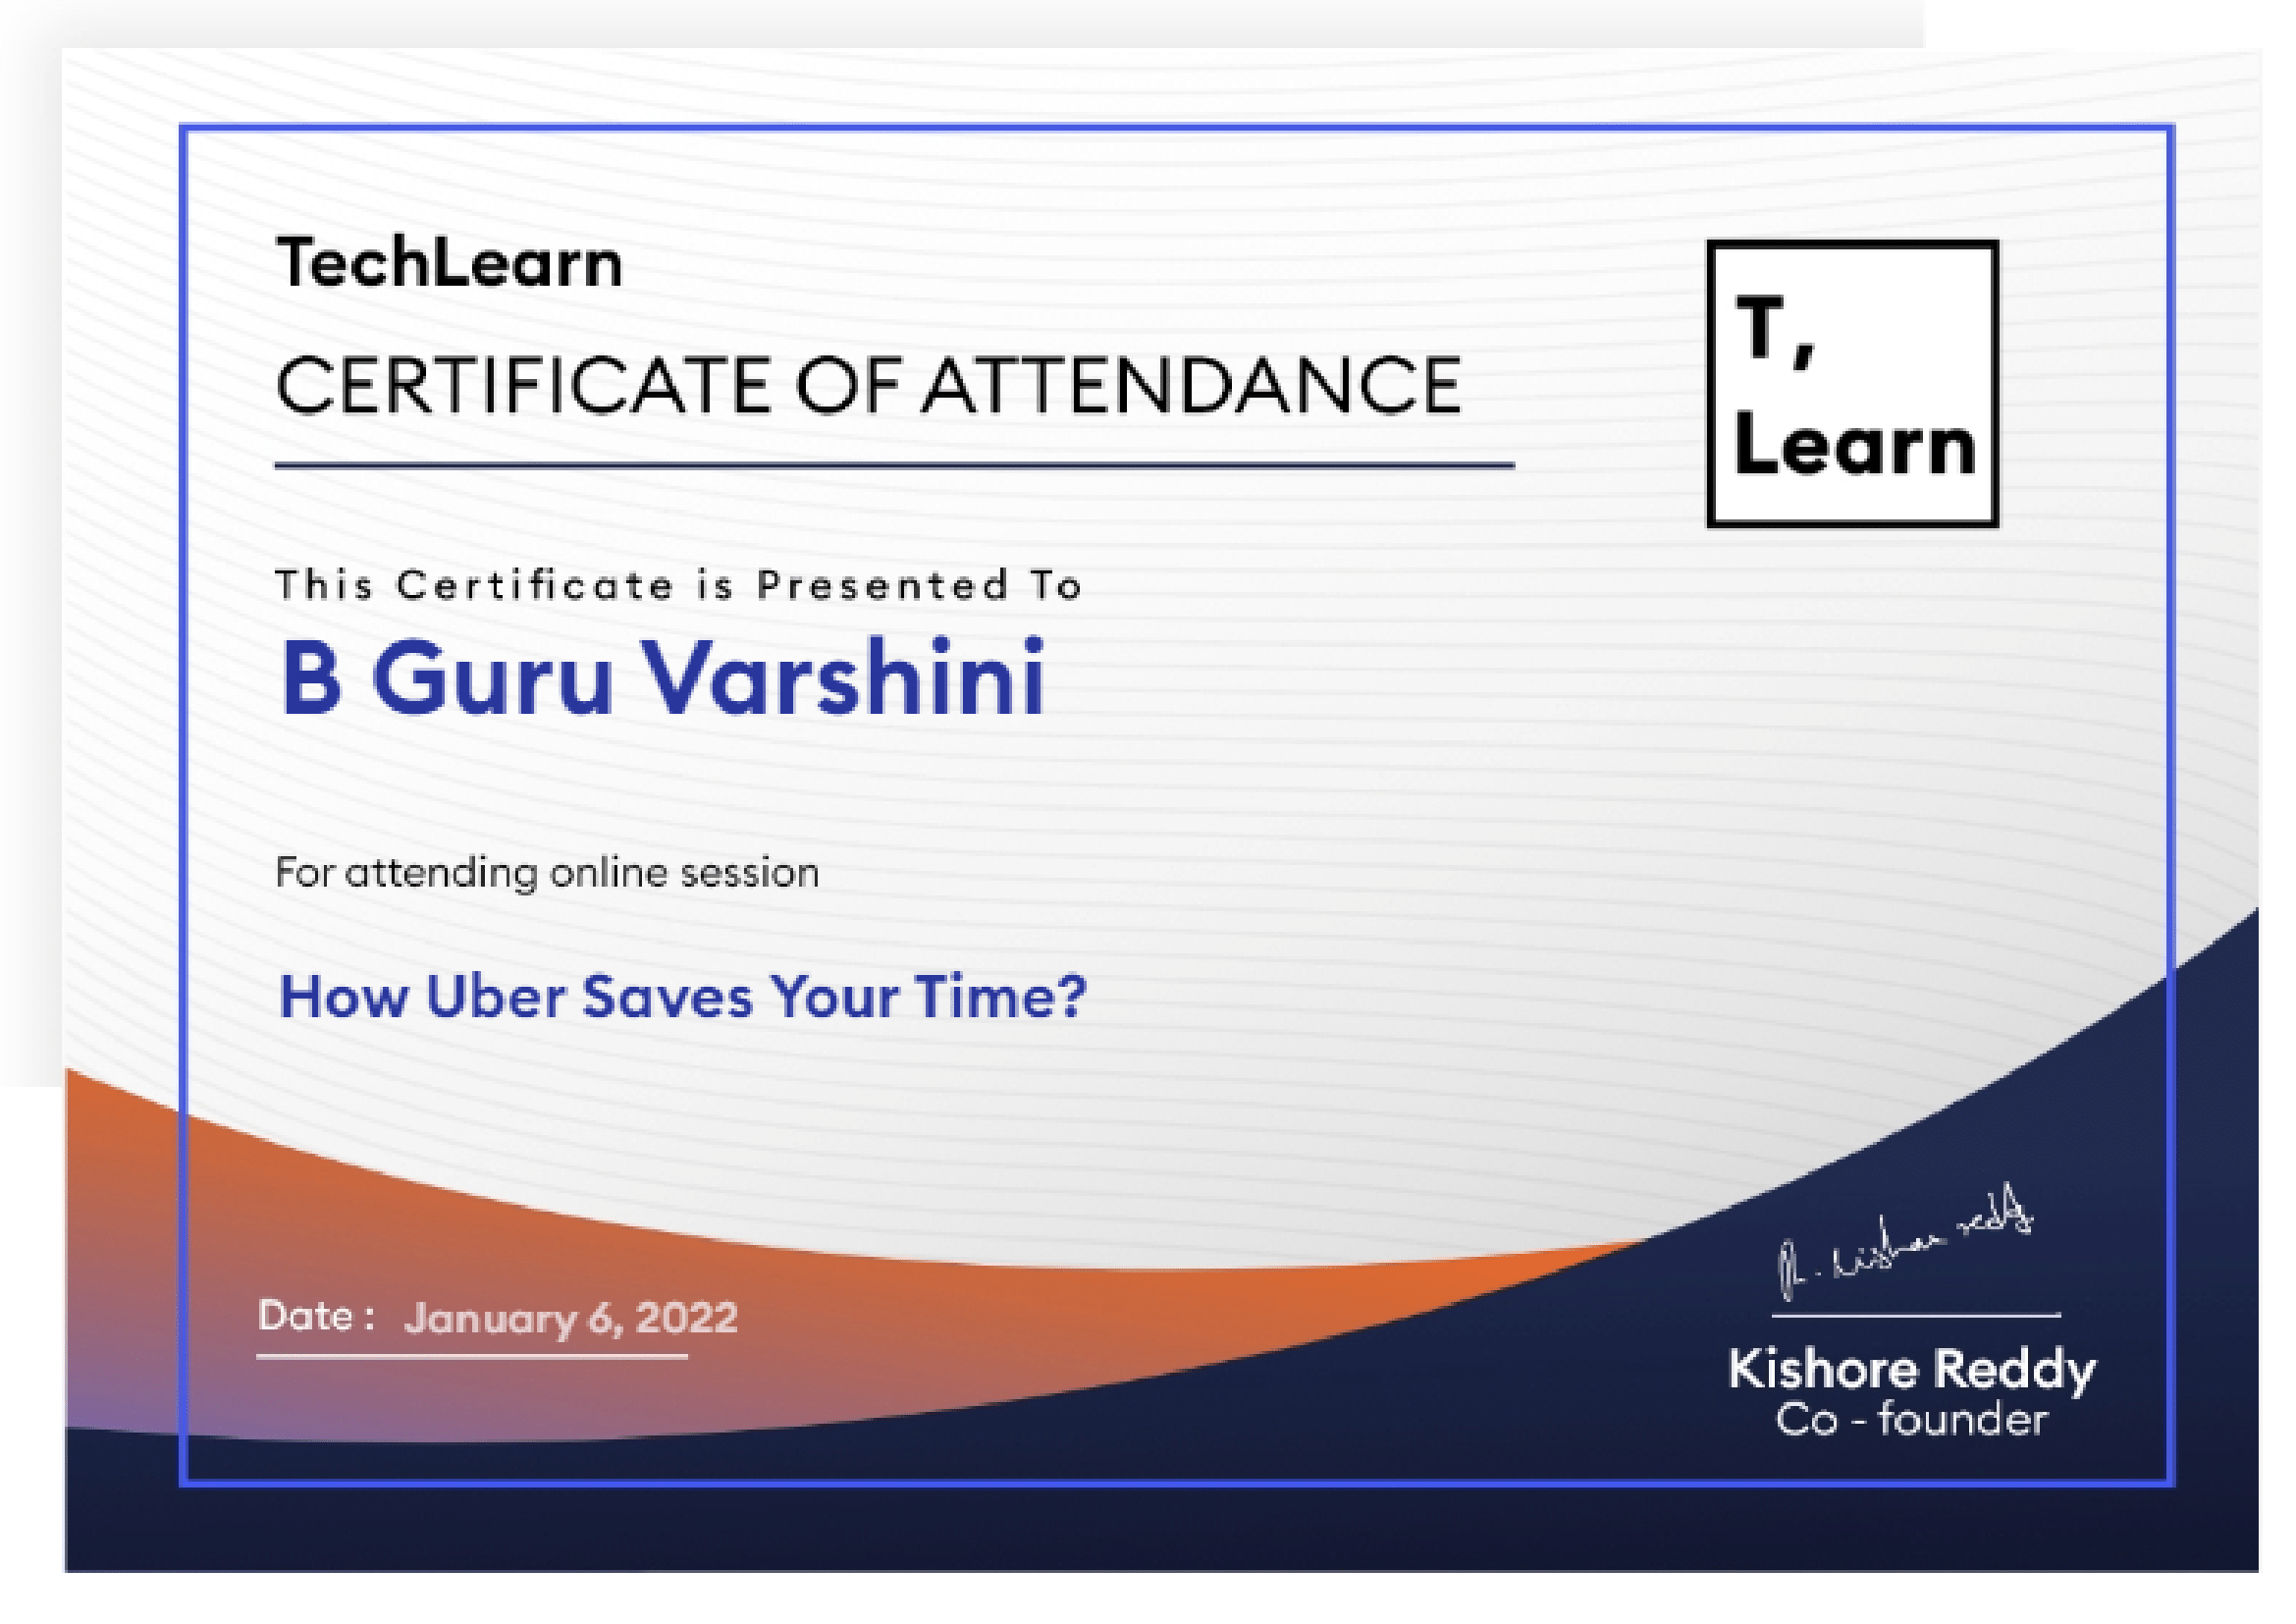 TechLearn
CERTIFICATE OF ATTENDANCE
T,
Learn
This Certificate is Presented To
B Guru Varshini
For attending online session
How Uber Saves Your Time?
Date : January 6, 2022
Kishore Reddy
Co - founder